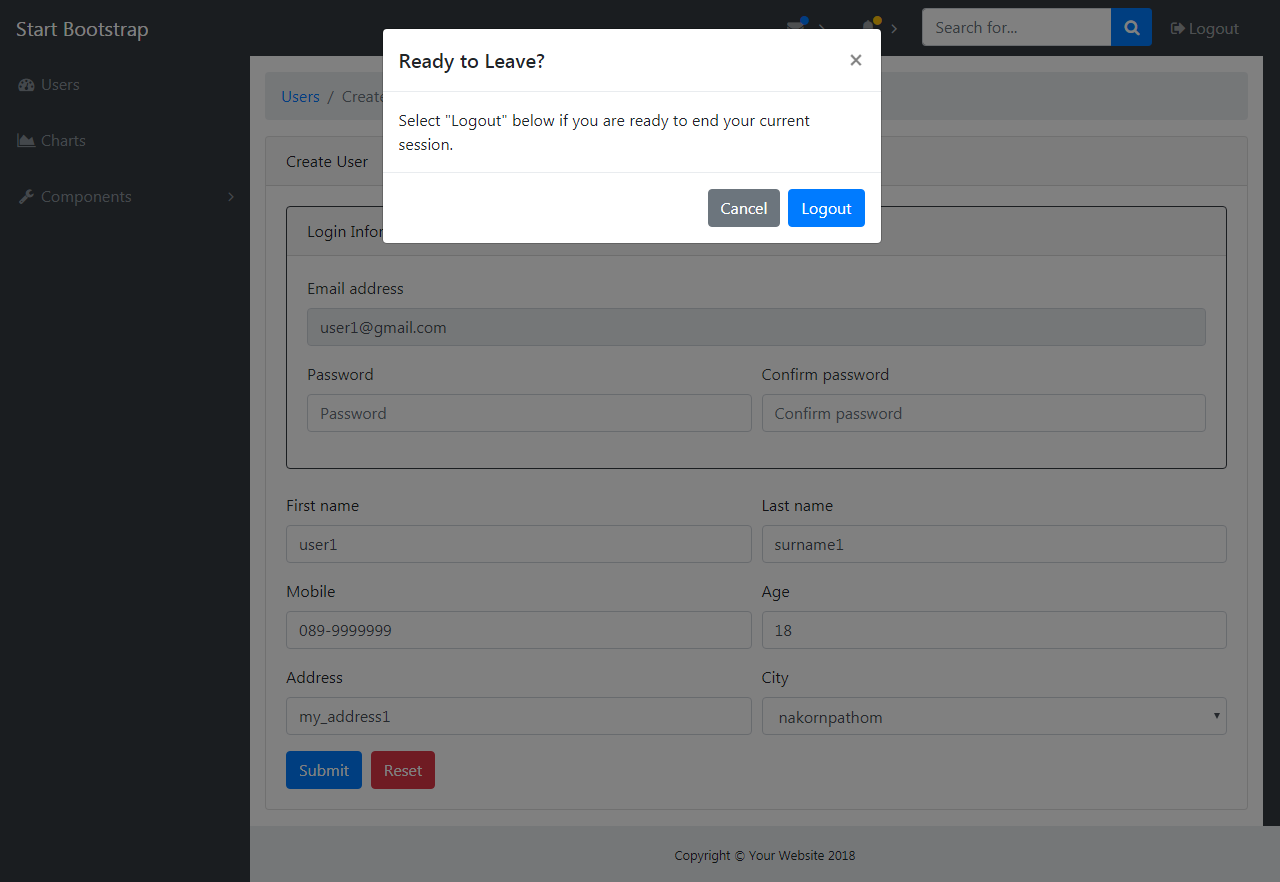 Start Bootstrap
Search for...
Logout
Users
Charts
Components
Ready to Leave?
×
Select "Logout" below if you are ready to end your current
session.
Cancel
Logout
Users / Create
Create User
Login Infor
Email address
user1@gmail.com
Password
Confirm password
Password
Confirm password
First name
Last name
user1
surname1
Mobile
Age
089-9999999
18
Address
City
my_address1
nakornpathom
Submit
Reset
Copyright © Your Website 2018